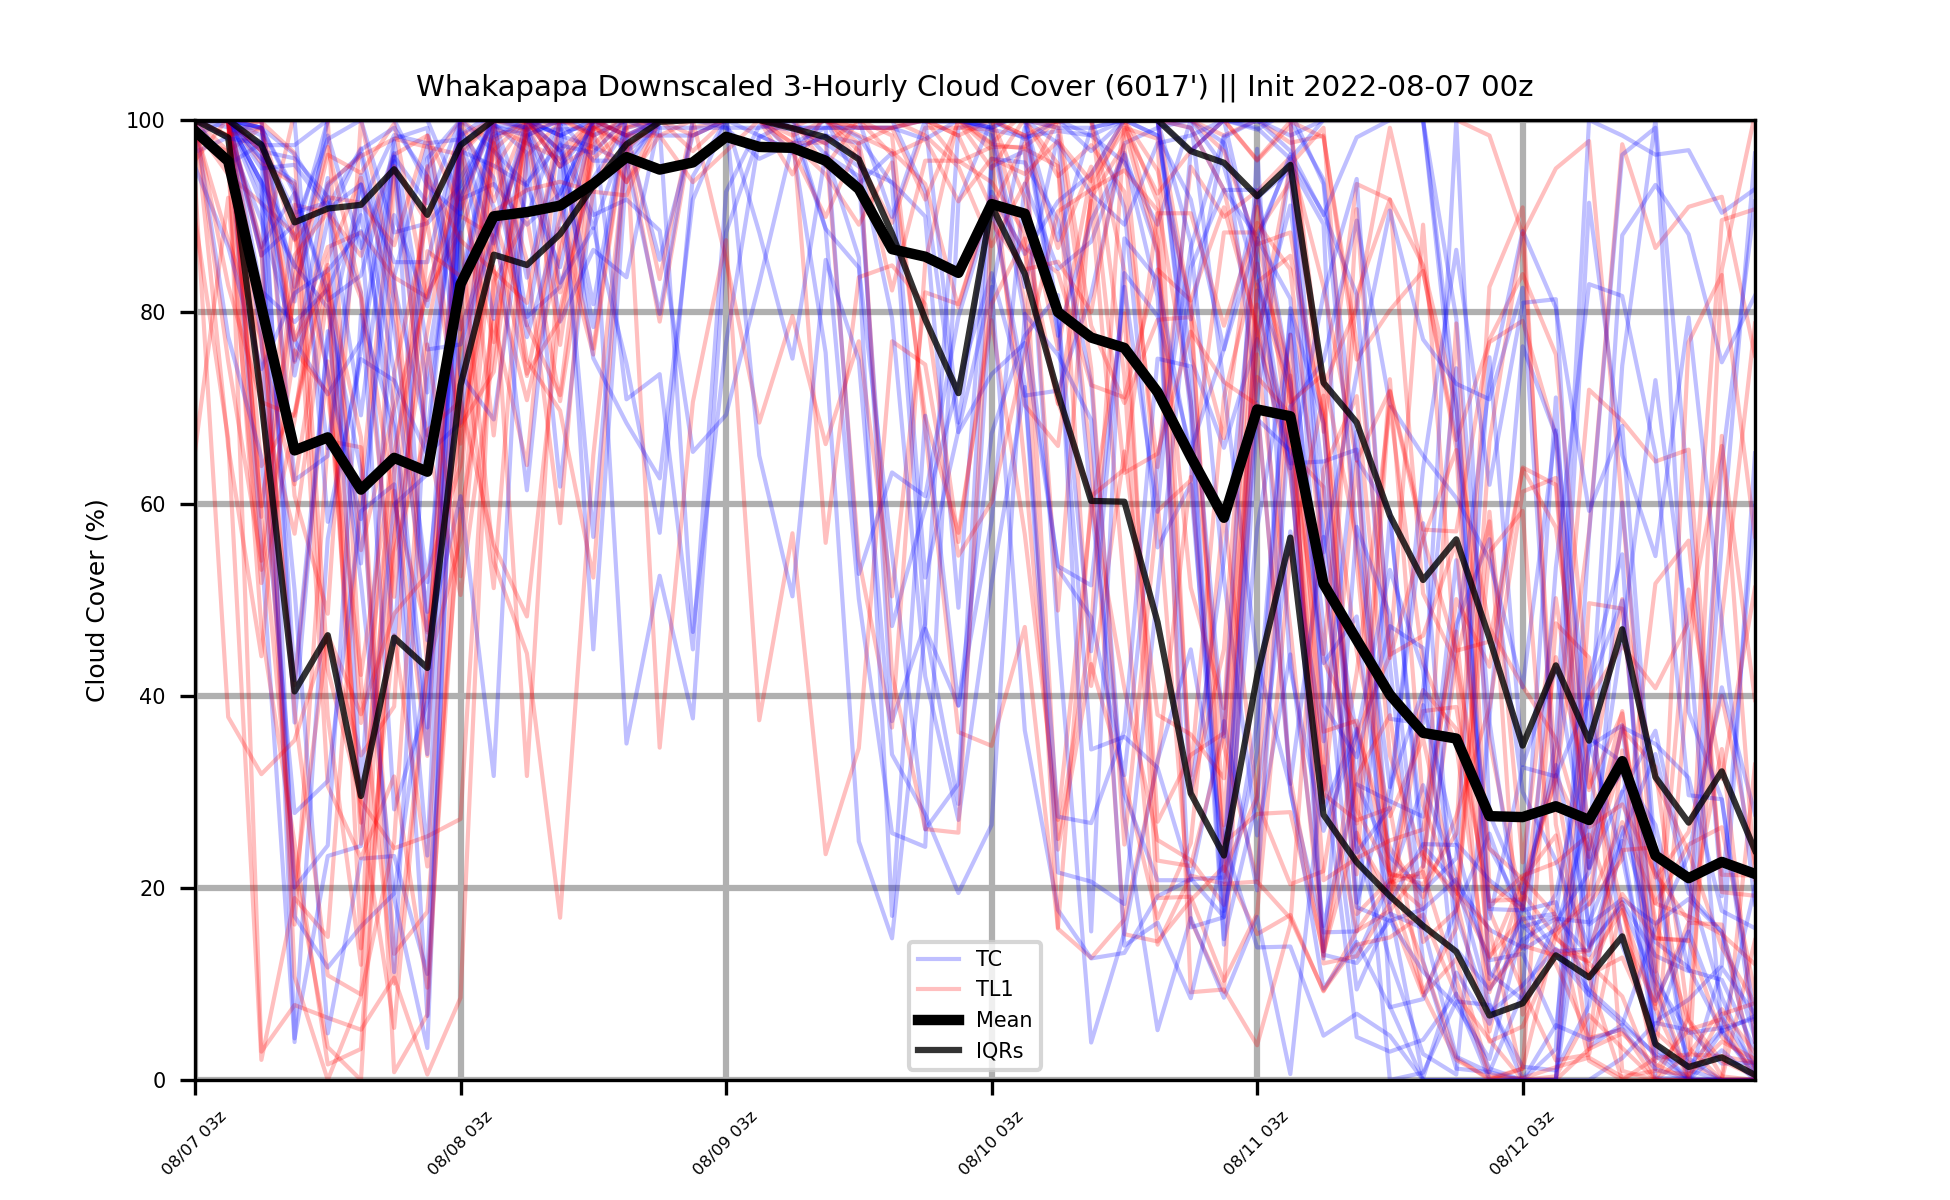 Whakapapa Downscaled 3-Hourly Cloud Cover (6017') || Init 2022-08-07 00z
Cloud Cover (%)
100
80
60
40
20
0
TC
TL1
Mean
IQRs
08/07 03z
08/08 03z
08/09 03z
08/10 03z
08/11 03z
08/12 03z